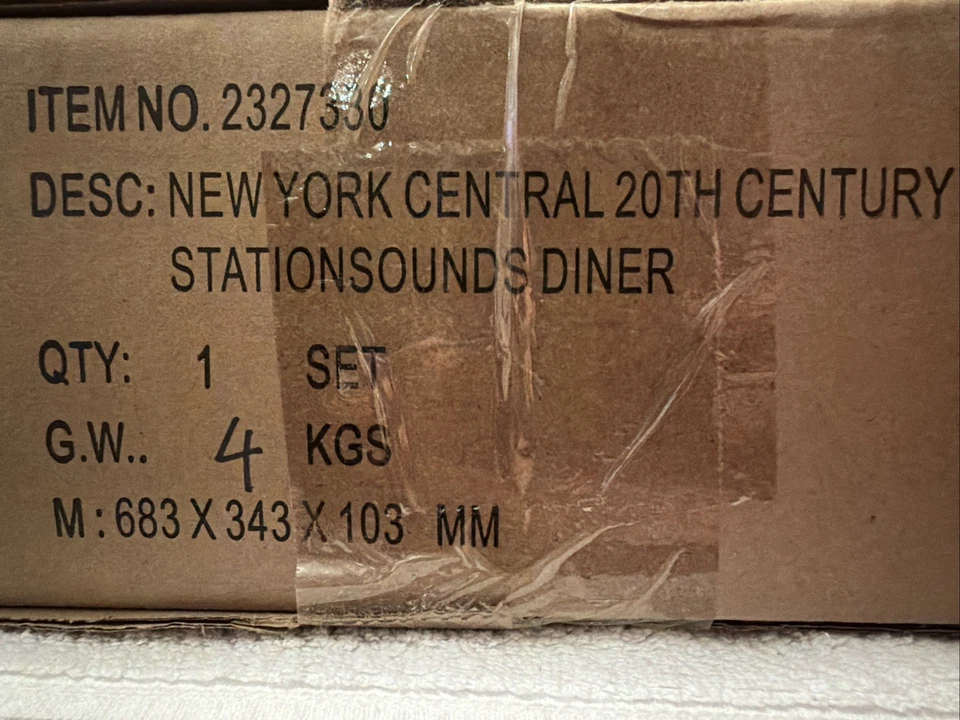 ITEM NO. 2327330
DESC: NEW YORK CENTRAL 20TH CENTURY
STATIONSOUNDS DINER
QTY: 1 SET
G.W.. 4 KGS
M : 683 X 343 X 103 MM